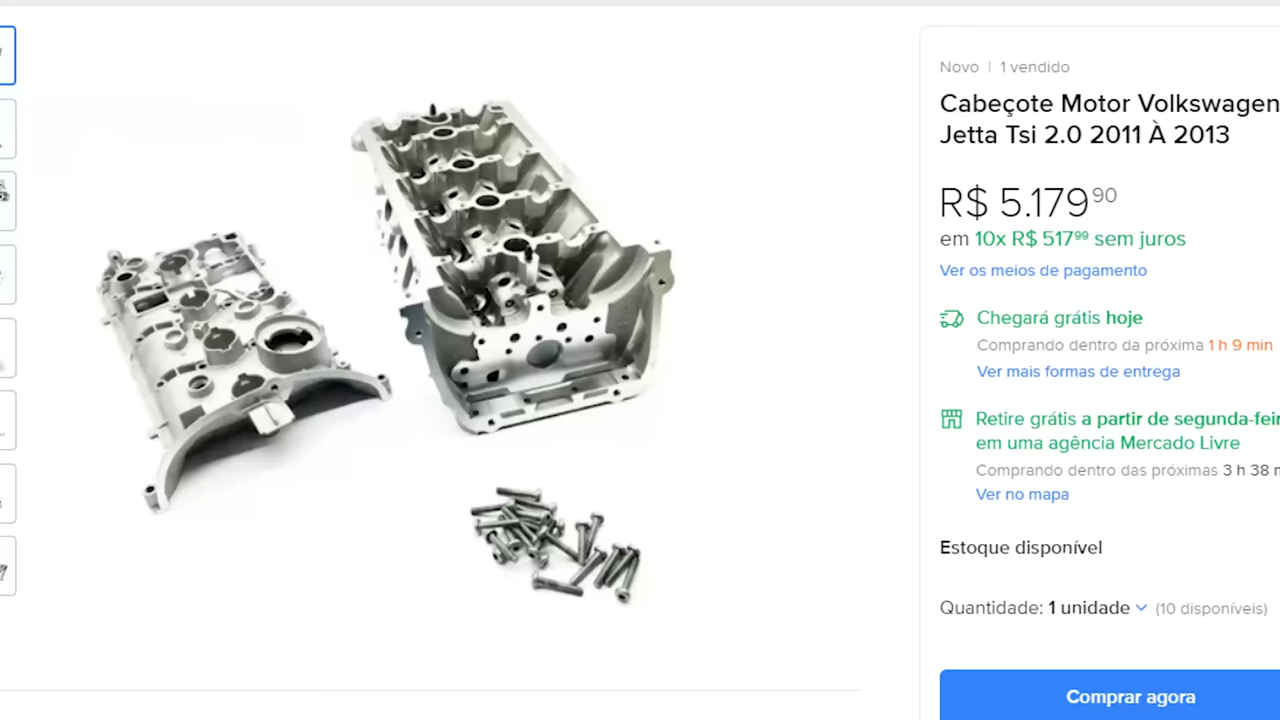 Novo | 1 vendido
Cabeçote Motor Volkswagen
Jetta Tsi 2.0 2011 À 2013
R$ 5.179 90
em 10x R$ 517 99 sem juros
Ver os meios de pagamento
Chegará grátis hoje
Comprando dentro da próxima 1 h 9 min
Ver mais formas de entrega
Retire grátis a partir de segunda-feir
em uma agência Mercado Livre
Comprando dentro das próximas 3 h 38 m
Ver no mapa
Estoque disponível
Quantidade: 1 unidade (10 disponíveis)
Comprar agora